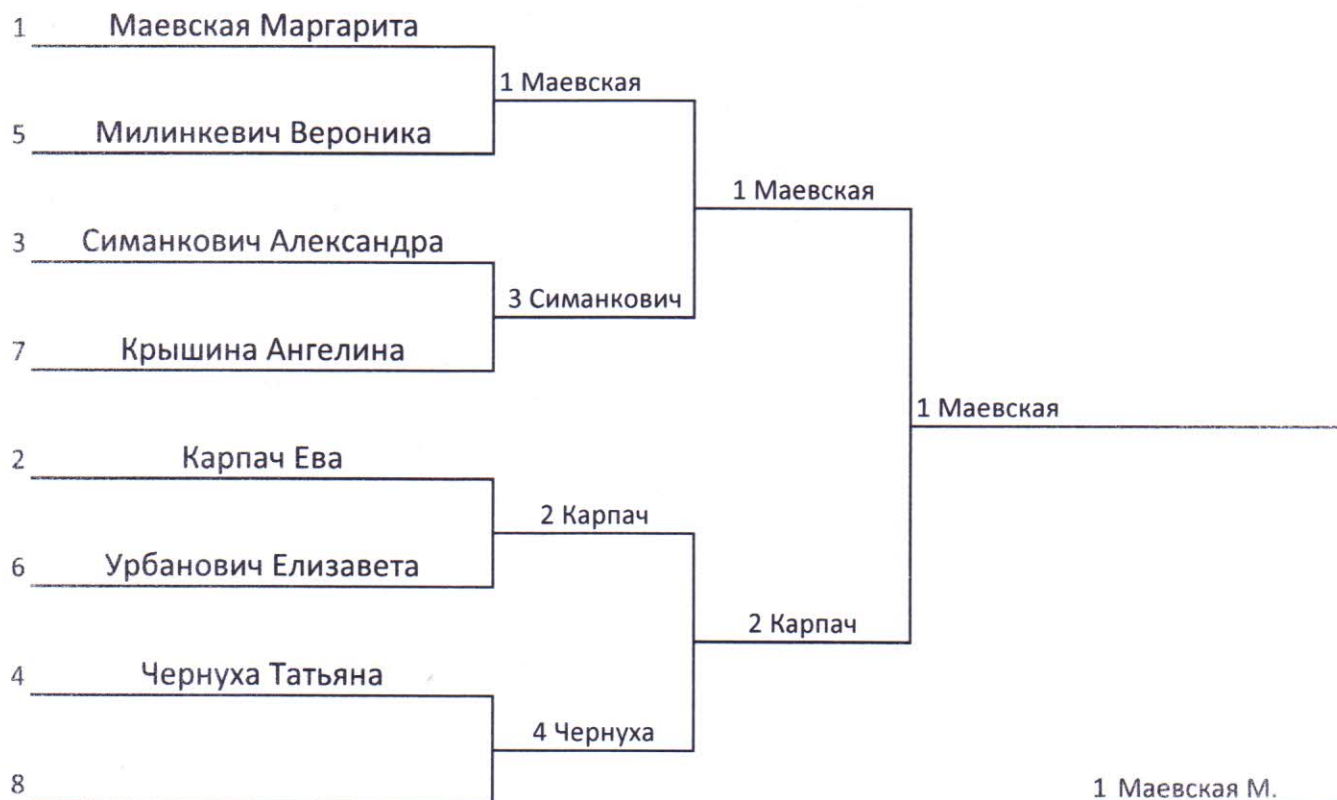 1 Маевская Маргарита
1 Маевская
5 Милинкевич Вероника
1 Маевская
3 Симанкович Александра
3 Симанкович
7 Крышина Ангелина
1 Маевская
2 Карпач Ева
2 Карпач
6 Урбанович Елизавета
2 Карпач
4 Чернуха Татьяна
4 Чернуха
8
1 Маевская М.